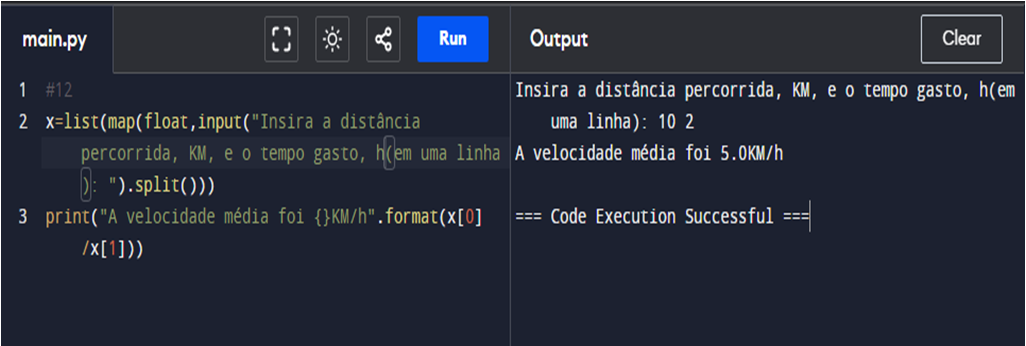 main.py
Run
1 #12
2 x=list(map(float,input("Insira a distância
percorrida, KM, e o tempo gasto, h(em uma linha
): ").split()))
3 print("A velocidade média foi {}KM/h".format(x[0]
/x[1]))
Output
Clear
Insira a distância percorrida, KM, e o tempo gasto, h(em
uma linha): 10 2
A velocidade média foi 5.0KM/h
=== Code Execution Successful ===